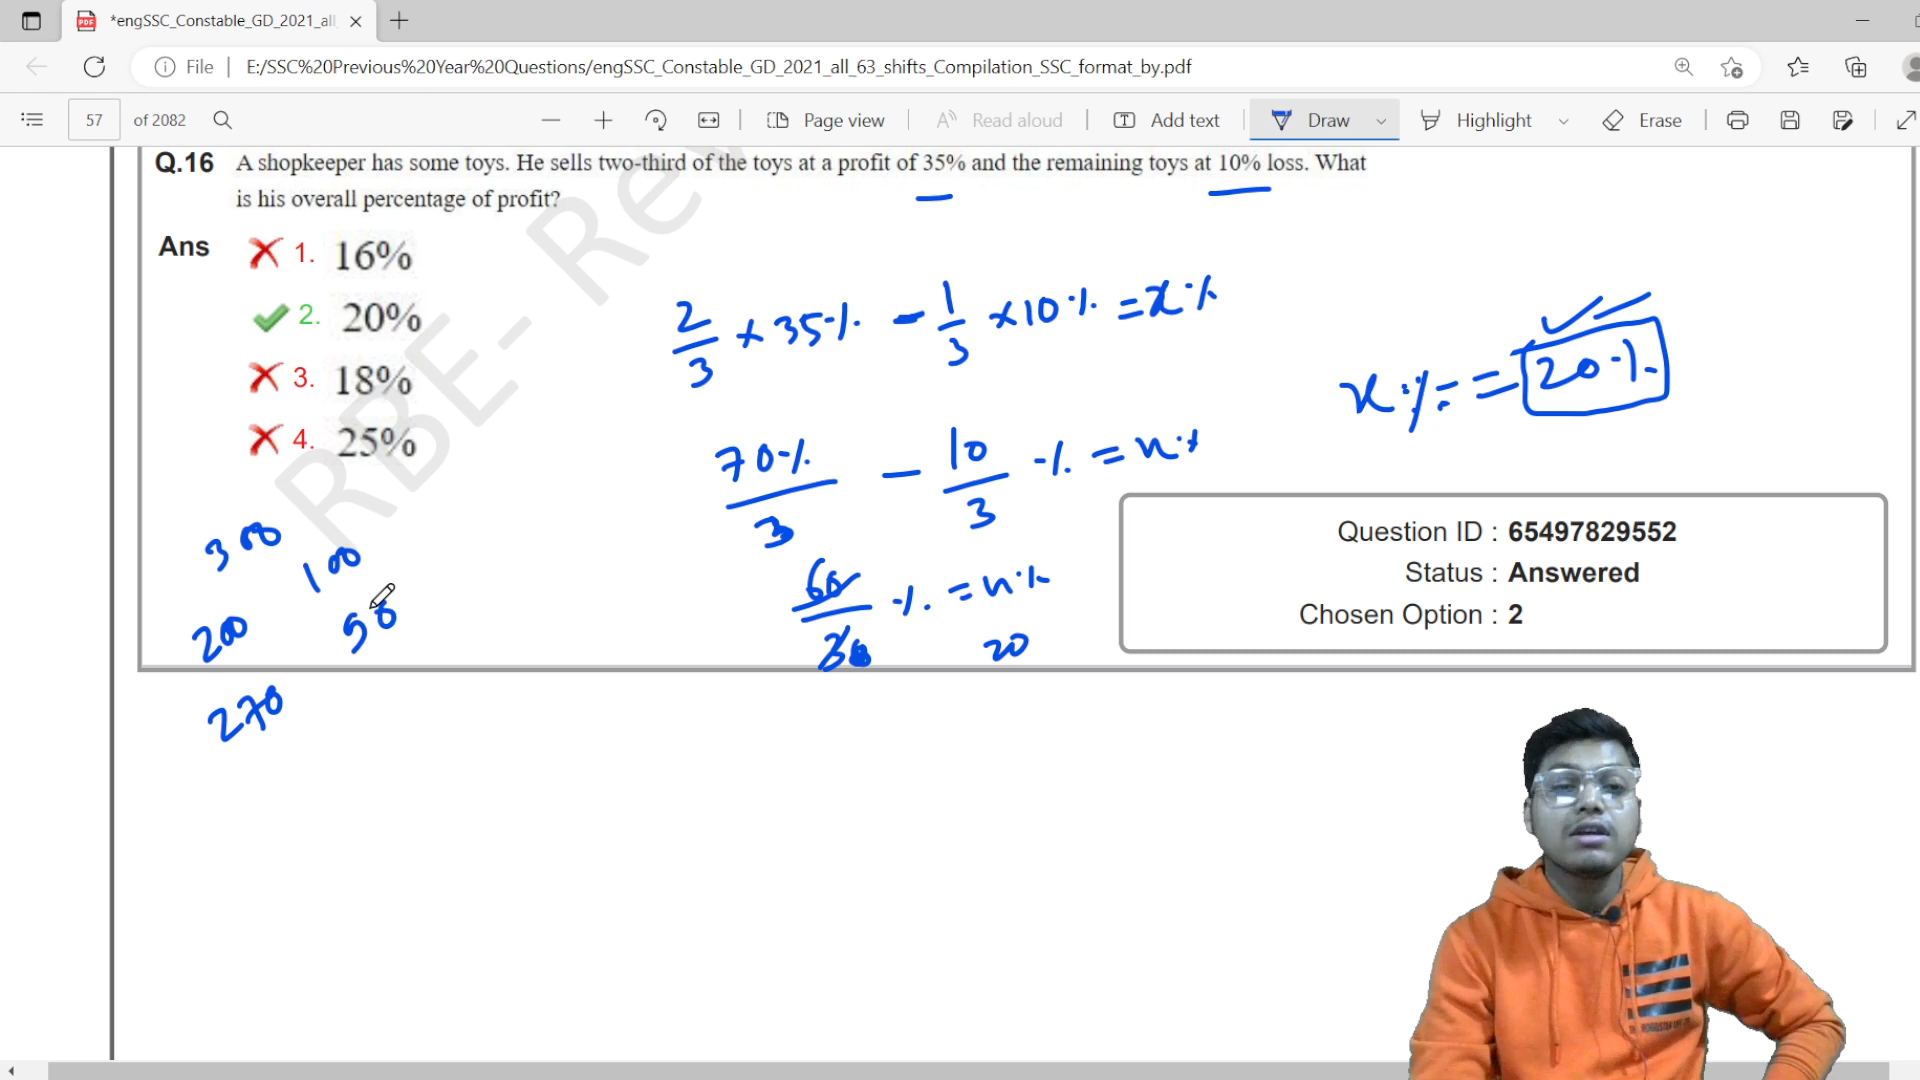 *engSSC_Constable_GD_2021_all
File | E:/SSC%20Previous%20Year%20Questions/engSSC_Constable_GD_2021_all_63_shifts_Compilation_SSC_format_by.pdf
57 of 2082 Page view Read aloud Add text Draw Highlight Erase
Q.16 A shopkeeper has some toys. He sells two-third of the toys at a profit of 35% and the remaining toys at 10% loss. What
is his overall percentage of profit?
Ans 1. 16%
2. 20%
3. 18%
4. 25%
RBE- Rev
2/3 × 35% - 1/3 × 10% = x%
x% = = 20%
70%/3 - 10/3 % = x%
60/3 % = x%
20
300
100
200
90
270
Question ID : 65497829552
Status : Answered
Chosen Option : 2